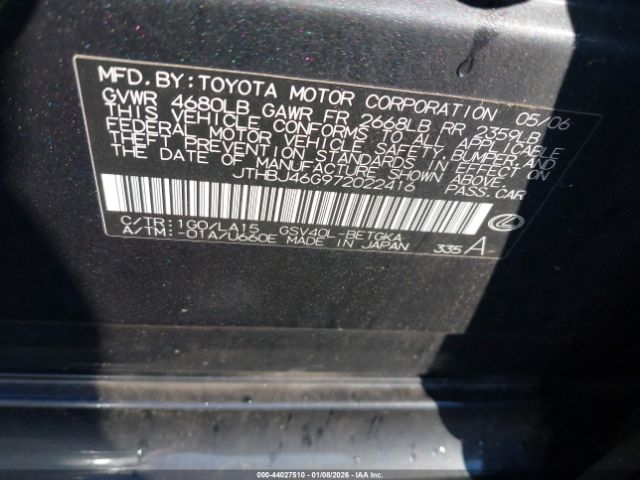 MFD. BY: TOYOTA MOTOR CORPORATION 05/06
GVWR 4680LB GAWR FR 2668LB RR 2359LB
THIS VEHICLE CONFORMS TO ALL APPLICABLE
FEDERAL MOTOR VEHICLE SAFETY, BUMPER, AND
THEFT PREVENTION STANDARDS IN EFFECT ON
THE DATE OF MANUFACTURE SHOWN ABOVE.
JTHBJ46G972022416 PASS.CAR
C/TR: 1G0/LA15 GSV40L-BETGKA
A/TM: -01A/U660E MADE IN JAPAN 335 A
000-44027510 - 01/08/2026 - IAAI.COM